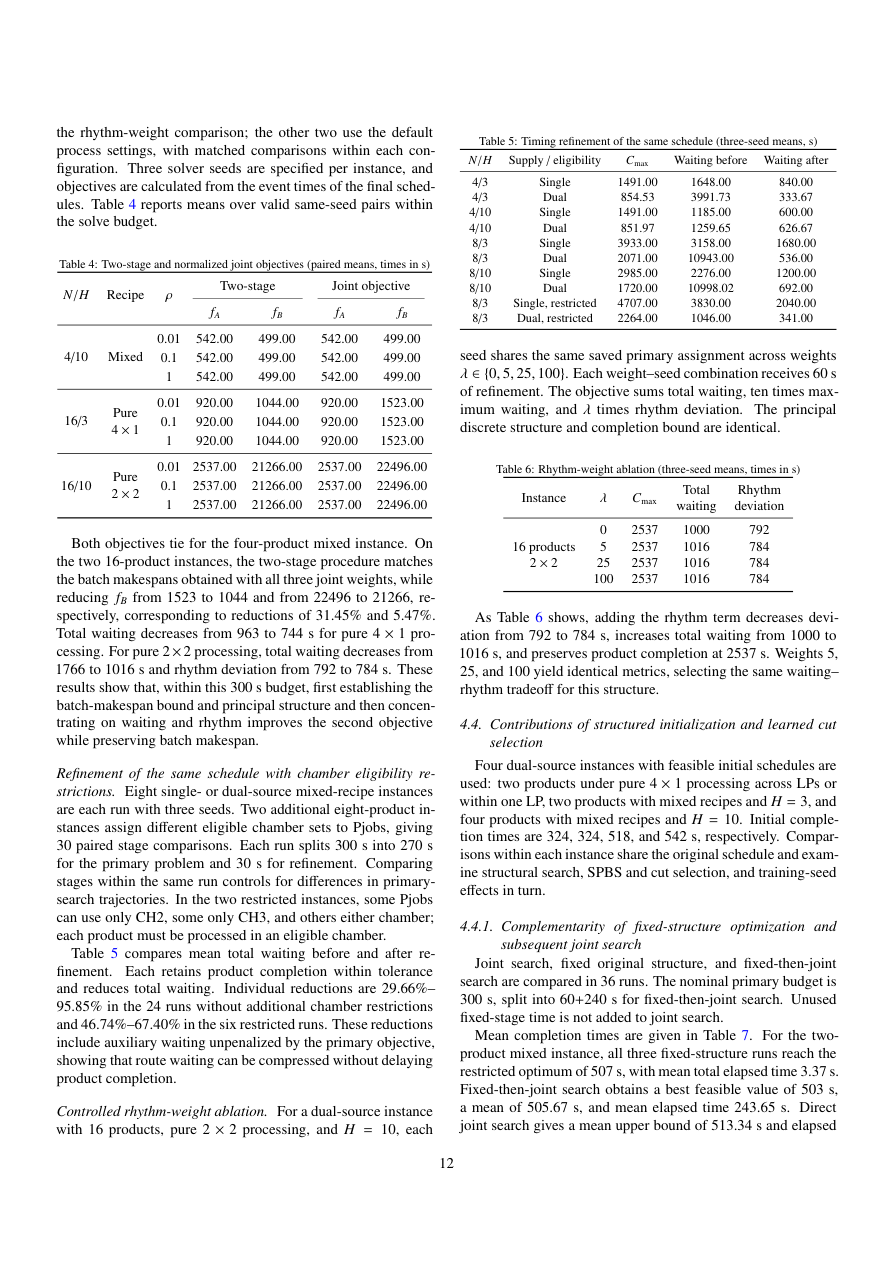 the rhythm-weight comparison; the other two use the default
process settings, with matched comparisons within each con-
figuration. Three solver seeds are specified per instance, and
objectives are calculated from the event times of the final sched-
ules. Table 4 reports means over valid same-seed pairs within
the solve budget.
Table 4: Two-stage and normalized joint objectives (paired means, times in s)
N/H Recipe ρ Two-stage Joint objective
f_A f_B f_A f_B
0.01 542.00 499.00 542.00 499.00
4/10 Mixed 0.1 542.00 499.00 542.00 499.00
1 542.00 499.00 542.00 499.00
0.01 920.00 1044.00 920.00 1523.00
16/3 Pure 4 × 1 0.1 920.00 1044.00 920.00 1523.00
1 920.00 1044.00 920.00 1523.00
0.01 2537.00 21266.00 2537.00 22496.00
16/10 Pure 2 × 2 0.1 2537.00 21266.00 2537.00 22496.00
1 2537.00 21266.00 2537.00 22496.00
Both objectives tie for the four-product mixed instance. On
the two 16-product instances, the two-stage procedure matches
the batch makespans obtained with all three joint weights, while
reducing f_B from 1523 to 1044 and from 22496 to 21266, re-
spectively, corresponding to reductions of 31.45% and 5.47%.
Total waiting decreases from 963 to 744 s for pure 4 × 1 pro-
cessing. For pure 2×2 processing, total waiting decreases from
1766 to 1016 s and rhythm deviation from 792 to 784 s. These
results show that, within this 300 s budget, first establishing the
batch-makespan bound and principal structure and then concen-
trating on waiting and rhythm improves the second objective
while preserving batch makespan.
Refinement of the same schedule with chamber eligibility re-
strictions. Eight single- or dual-source mixed-recipe instances
are each run with three seeds. Two additional eight-product in-
stances assign different eligible chamber sets to Pjobs, giving
30 paired stage comparisons. Each run splits 300 s into 270 s
for the primary problem and 30 s for refinement. Comparing
stages within the same run controls for differences in primary-
search trajectories. In the two restricted instances, some Pjobs
can use only CH2, some only CH3, and others either chamber;
each product must be processed in an eligible chamber.
Table 5 compares mean total waiting before and after re-
finement. Each retains product completion within tolerance
and reduces total waiting. Individual reductions are 29.66%–
95.85% in the 24 runs without additional chamber restrictions
and 46.74%–67.40% in the six restricted runs. These reductions
include auxiliary waiting unpenalized by the primary objective,
showing that route waiting can be compressed without delaying
product completion.
Controlled rhythm-weight ablation. For a dual-source instance
with 16 products, pure 2 × 2 processing, and H = 10, each
Table 5: Timing refinement of the same schedule (three-seed means, s)
N/H Supply / eligibility C_max Waiting before Waiting after
4/3 Single 1491.00 1648.00 840.00
4/3 Dual 854.53 3991.73 333.67
4/10 Single 1491.00 1185.00 600.00
4/10 Dual 851.97 1259.65 626.67
8/3 Single 3933.00 3158.00 1680.00
8/3 Dual 2071.00 10943.00 536.00
8/10 Single 2985.00 2276.00 1200.00
8/10 Dual 1720.00 10998.02 692.00
8/3 Single, restricted 4707.00 3830.00 2040.00
8/3 Dual, restricted 2264.00 1046.00 341.00
seed shares the same saved primary assignment across weights
λ ∈ {0, 5, 25, 100}. Each weight–seed combination receives 60 s
of refinement. The objective sums total waiting, ten times max-
imum waiting, and λ times rhythm deviation. The principal
discrete structure and completion bound are identical.
Table 6: Rhythm-weight ablation (three-seed means, times in s)
Instance λ C_max Total waiting Rhythm deviation
0 2537 1000 792
16 products 5 2537 1016 784
2 × 2 25 2537 1016 784
100 2537 1016 784
As Table 6 shows, adding the rhythm term decreases devi-
ation from 792 to 784 s, increases total waiting from 1000 to
1016 s, and preserves product completion at 2537 s. Weights 5,
25, and 100 yield identical metrics, selecting the same waiting–
rhythm tradeoff for this structure.
4.4. Contributions of structured initialization and learned cut
selection
Four dual-source instances with feasible initial schedules are
used: two products under pure 4 × 1 processing across LPs or
within one LP, two products with mixed recipes and H = 3, and
four products with mixed recipes and H = 10. Initial comple-
tion times are 324, 324, 518, and 542 s, respectively. Compar-
isons within each instance share the original schedule and exam-
ine structural search, SPBS and cut selection, and training-seed
effects in turn.
4.4.1. Complementarity of fixed-structure optimization and
subsequent joint search
Joint search, fixed original structure, and fixed-then-joint
search are compared in 36 runs. The nominal primary budget is
300 s, split into 60+240 s for fixed-then-joint search. Unused
fixed-stage time is not added to joint search.
Mean completion times are given in Table 7. For the two-
product mixed instance, all three fixed-structure runs reach the
restricted optimum of 507 s, with mean total elapsed time 3.37 s.
Fixed-then-joint search obtains a best feasible value of 503 s,
a mean of 505.67 s, and mean elapsed time 243.65 s. Direct
joint search gives a mean upper bound of 513.34 s and elapsed
12